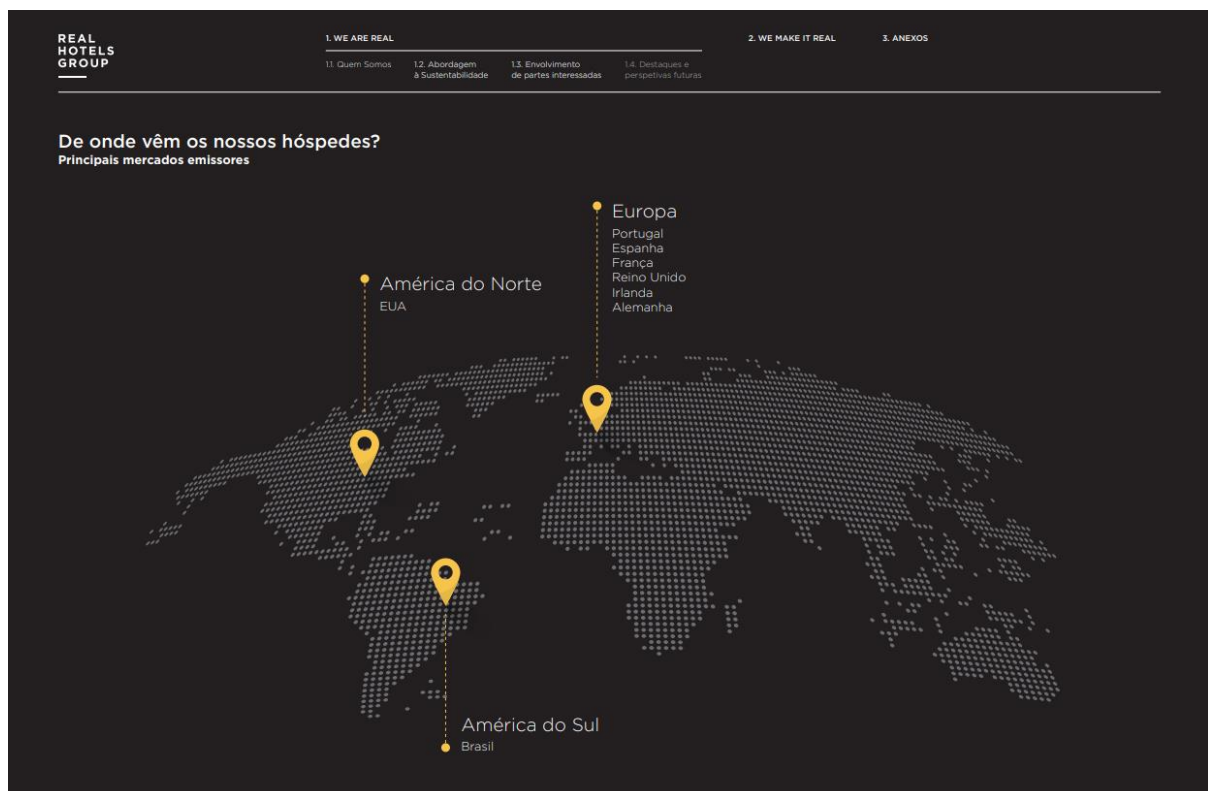 REAL
HOTELS
GROUP
1. WE ARE REAL
2. WE MAKE IT REAL
3. ANEXOS
1.1. Quem Somos
1.2. Abordagem
à Sustentabilidade
1.3. Envolvimento
de partes interessadas
1.4. Destaques e
perspetivas futuras
De onde vêm os nossos hóspedes?
Principais mercados emissores
Europa
Portugal
Espanha
França
Reino Unido
Irlanda
Alemanha
América do Norte
EUA
América do Sul
Brasil